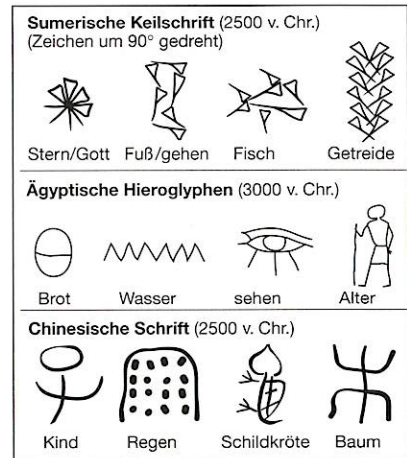 Sumerische Keilschrift (2500 v. Chr.)
(Zeichen um 90° gedreht)
Stern/Gott Fuß/gehen Fisch Getreide
Ägyptische Hieroglyphen (3000 v. Chr.)
Brot Wasser sehen Alter
Chinesische Schrift (2500 v. Chr.)
Kind Regen Schildkröte Baum